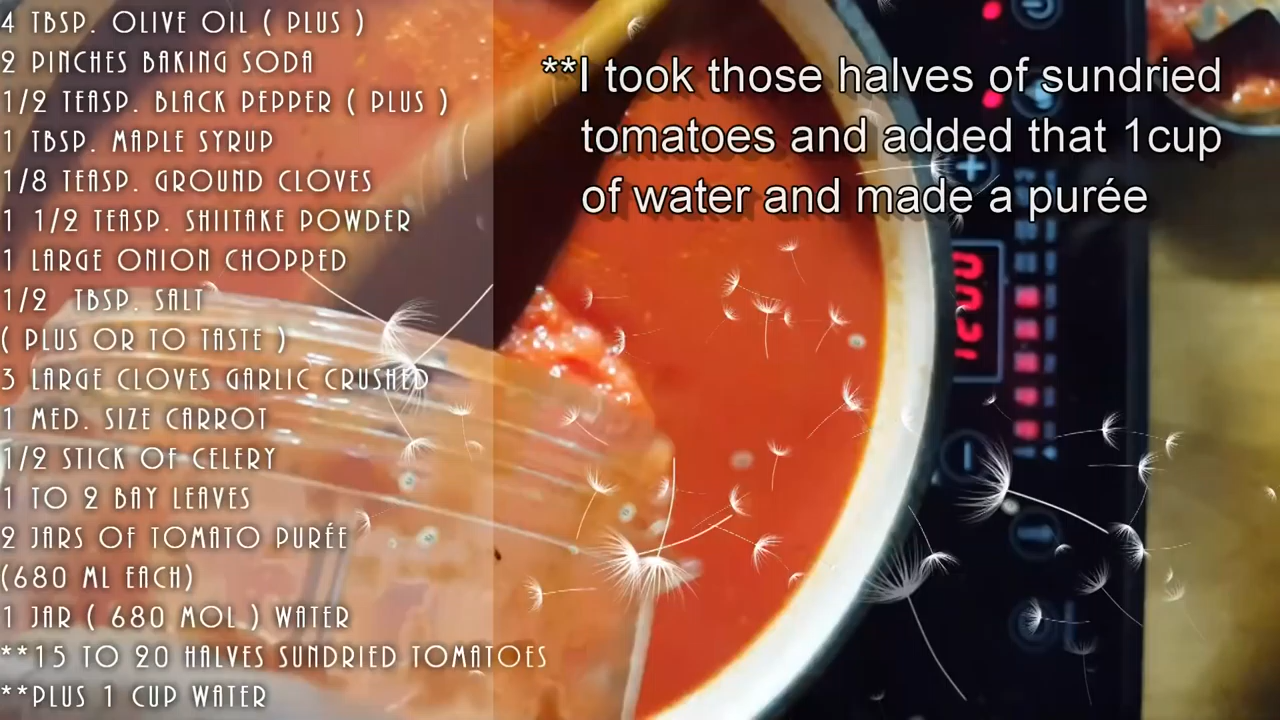 4 TBSP. OLIVE OIL ( PLUS )
2 PINCHES BAKING SODA
1/2 TEASP. BLACK PEPPER ( PLUS )
1 TBSP. MAPLE SYRUP
1/8 TEASP. GROUND CLOVES
1 1/2 TEASP. SHIITAKE POWDER
1 LARGE ONION CHOPPED
1/2 TBSP. SALT
( PLUS OR TO TASTE )
3 LARGE CLOVES GARLIC CRUSHED
1 MED. SIZE CARROT
1/2 STICK OF CELERY
1 TO 2 BAY LEAVES
2 JARS OF TOMATO PURÉE
(680 ML EACH)
1 JAR ( 680 MOL ) WATER
**15 TO 20 HALVES SUNDRIED TOMATOES
**PLUS 1 CUP WATER
**I took those halves of sundried
tomatoes and added that 1cup
of water and made a purée
1200